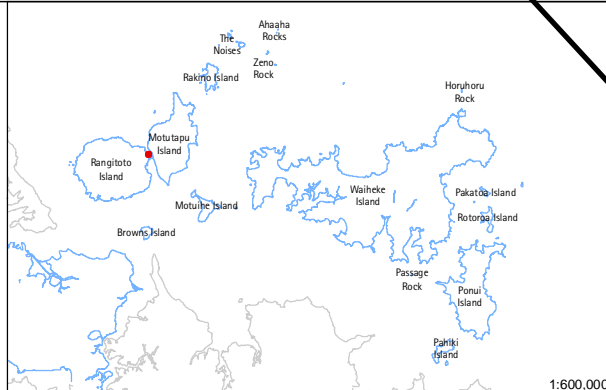 Ahaaha
Rocks
The
Noises
Zeno
Rock
Rakino Island
Horuhoru
Rock
Motutapu
Island
Rangitoto
Island
Waiheke
Island
Pakatoa Island
Motuihe Island
Rotoroa Island
Browns Island
Passage
Rock
Ponui
Island
Pahiki
Island
1:600,000